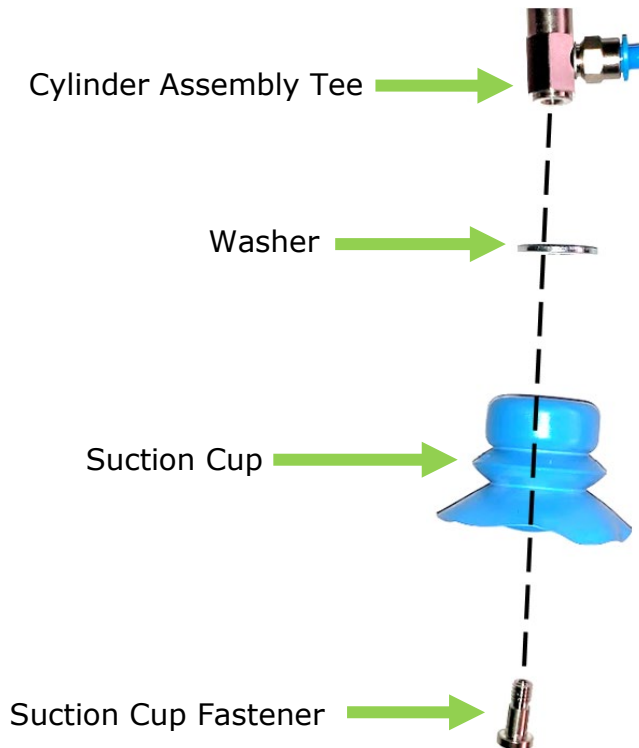 Cylinder Assembly Tee
Washer
Suction Cup
Suction Cup Fastener